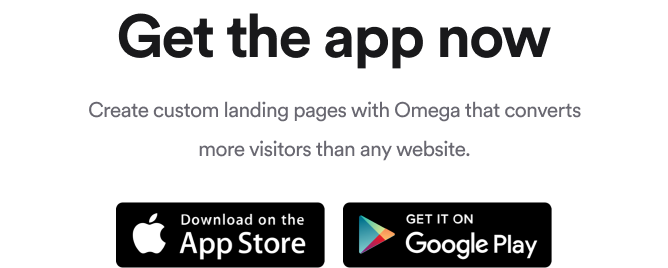 Get the app now
Create custom landing pages with Omega that converts
more visitors than any website.
Download on the
App Store
GET IT ON
Google Play